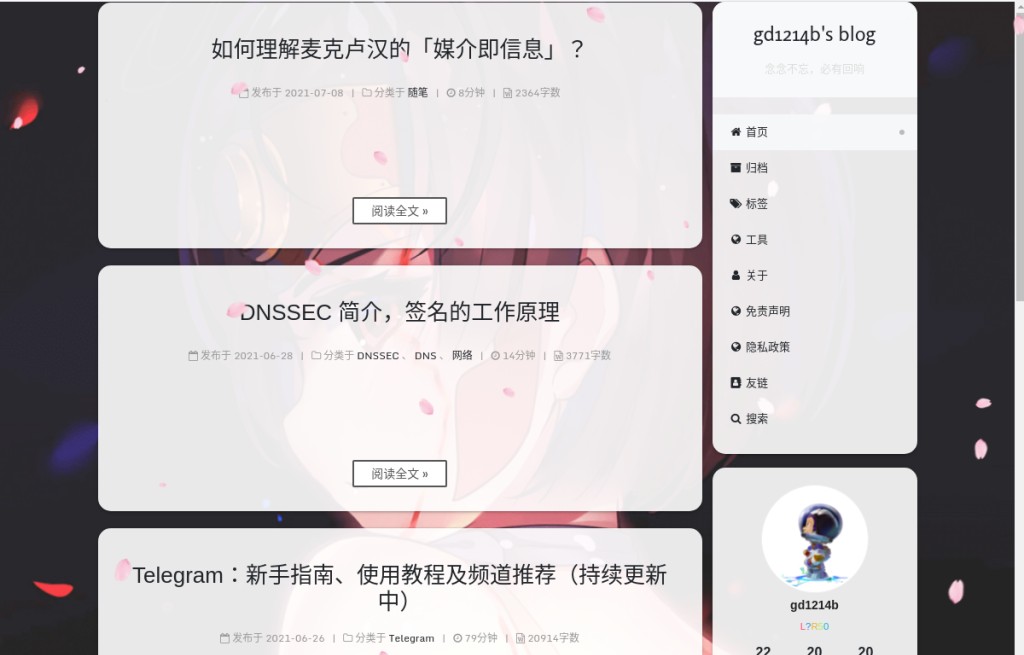 如何理解麦克卢汉的「媒介即信息」？
发布于 2021-07-08 | 分类于 随笔 | 8分钟 | 2364字数
阅读全文 »
DNSSEC 简介，签名的工作原理
发布于 2021-06-28 | 分类于 DNSSEC 、 DNS 、 网络 | 14分钟 | 3771字数
阅读全文 »
Telegram：新手指南、使用教程及频道推荐（持续更新
中）
发布于 2021-06-26 | 分类于 Telegram | 79分钟 | 20914字数
gd1214b's blog
念念不忘，必有回响
首页
归档
标签
工具
关于
免责声明
隐私政策
友链
搜索
gd1214b
22 20 20